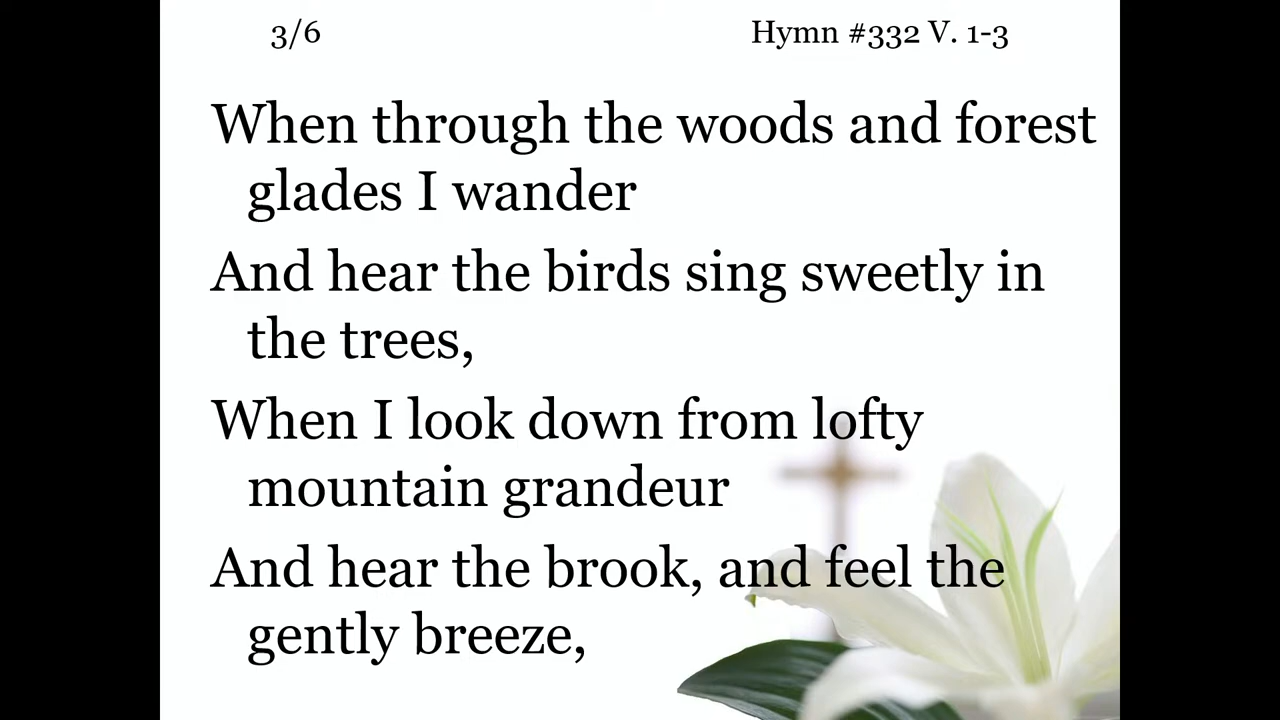 3/6 Hymn #332 V. 1-3
When through the woods and forest
glades I wander
And hear the birds sing sweetly in
the trees,
When I look down from lofty
mountain grandeur
And hear the brook, and feel the
gently breeze,